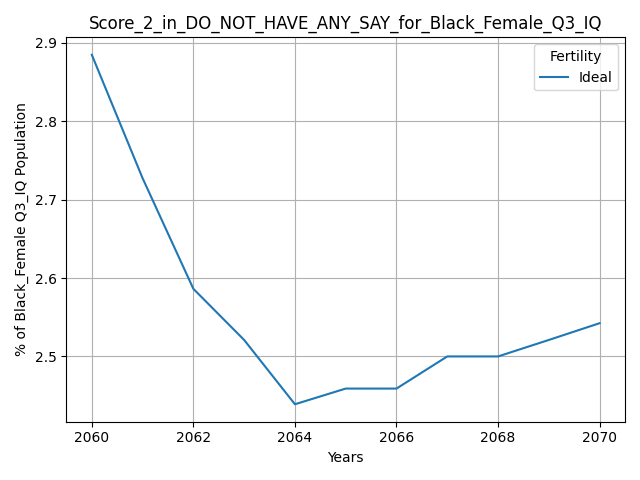 Score_2_in_DO_NOT_HAVE_ANY_SAY_for_Black_Female_Q3_IQ
Fertility
Ideal
% of Black_Female Q3_IQ Population
2.9
2.8
2.7
2.6
2.5
2060
2062
2064
2066
2068
2070
Years